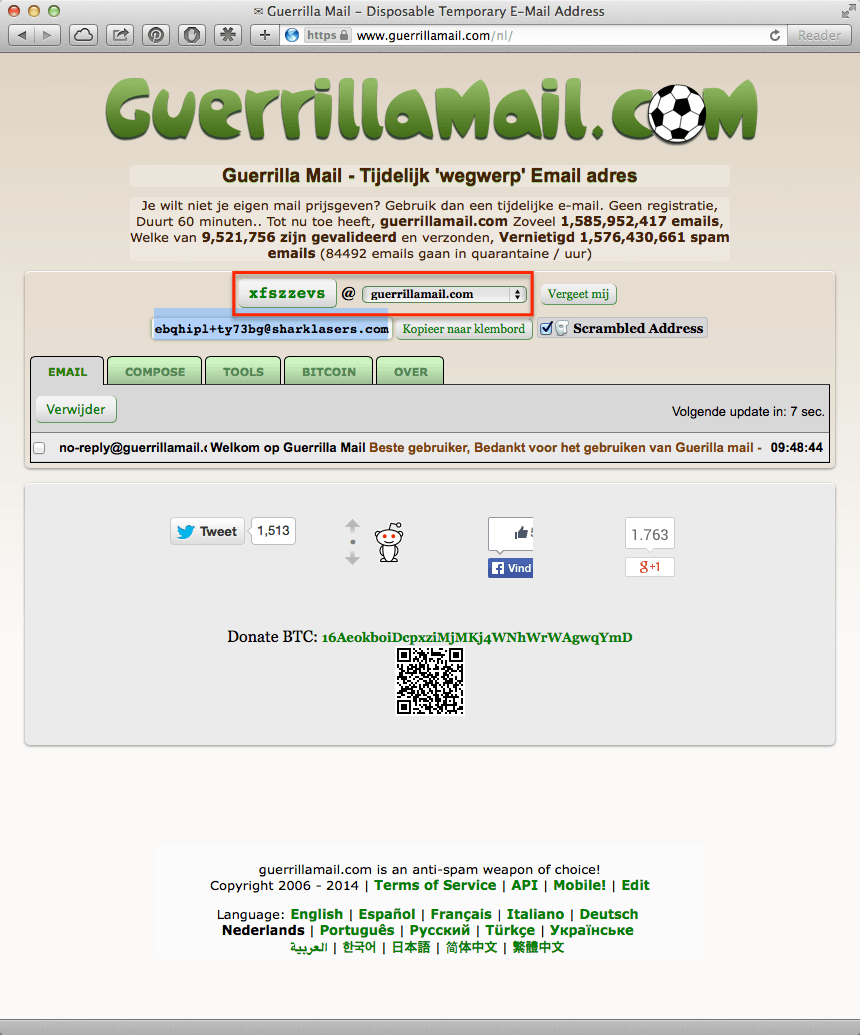 ✉ Guerrilla Mail – Disposable Temporary E-Mail Address
https www.guerrillamail.com/nl/ Reader
GuerrillaMail.com
Guerrilla Mail - Tijdelijk 'wegwerp' Email adres
Je wilt niet je eigen mail prijsgeven? Gebruik dan een tijdelijke e-mail. Geen registratie,
Duurt 60 minuten.. Tot nu toe heeft, guerrillamail.com Zoveel 1,585,952,417 emails,
Welke van 9,521,756 zijn gevalideerd en verzonden, Vernietigd 1,576,430,661 spam
emails (84492 emails gaan in quarantaine / uur)
xfszzevs @ guerrillamail.com Vergeet mij
ebqhipl+ty73bg@sharklasers.com Kopieer naar klembord Scrambled Address
EMAIL COMPOSE TOOLS BITCOIN OVER
Verwijder
Volgende update in: 7 sec.
no-reply@guerrillamail.c Welkom op Guerrilla Mail Beste gebruiker, Bedankt voor het gebruiken van Guerilla mail - 09:48:44
Tweet 1,513
1.763
Vind
g+1
Donate BTC: 16AeokboiDcpxziMjMKj4WNhWrWAgwqYmD
guerrillamail.com is an anti-spam weapon of choice!
Copyright 2006 - 2014 | Terms of Service | API | Mobile! | Edit
Language: English | Español | Français | Italiano | Deutsch
Nederlands | Português | Русский | Türkçe | Українське
العربية | 한국어 | 日本語 | 简体中文 | 繁體中文